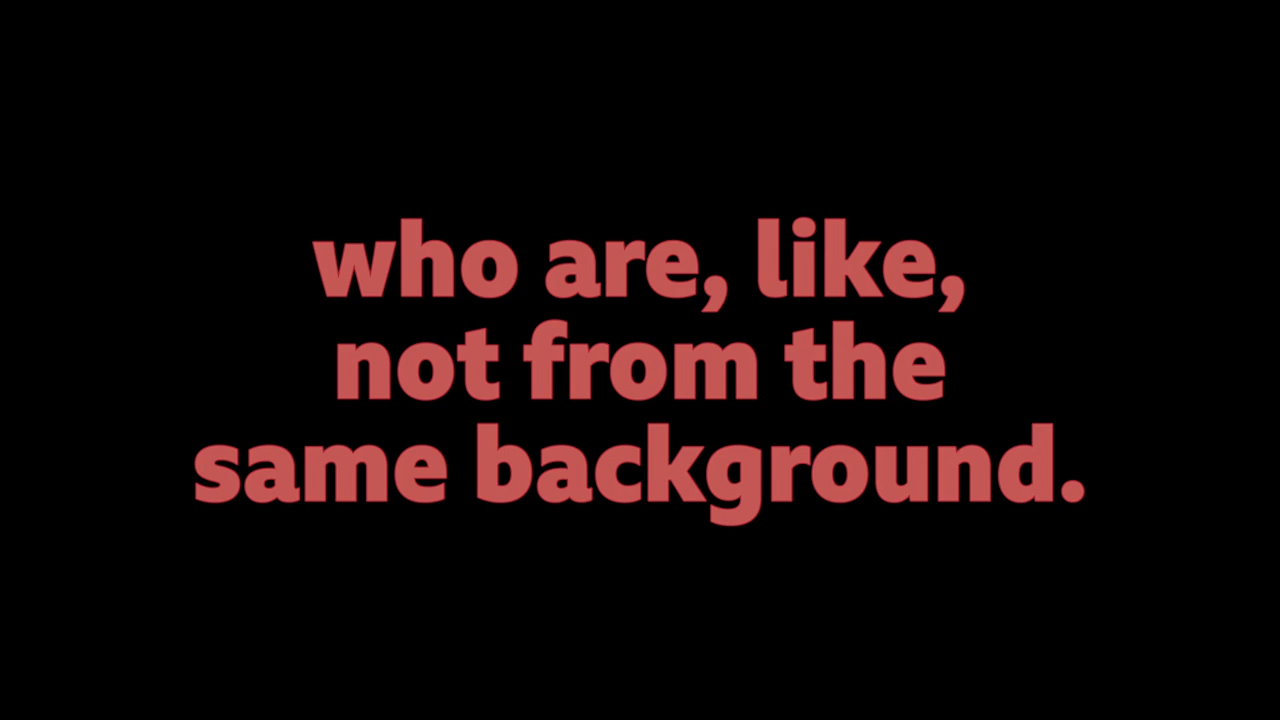 who are, like,
not from the
same background.